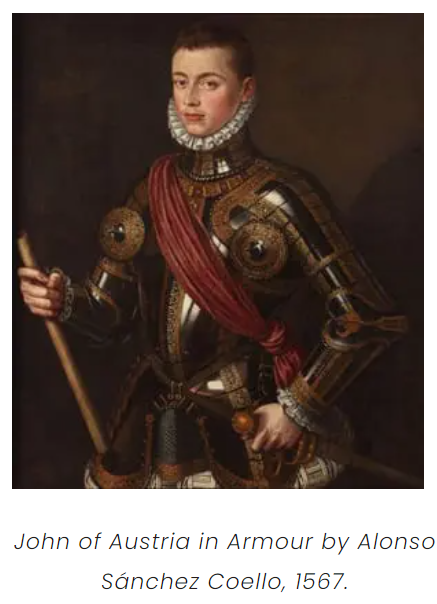 John of Austria in Armour by Alonso
Sánchez Coello, 1567.